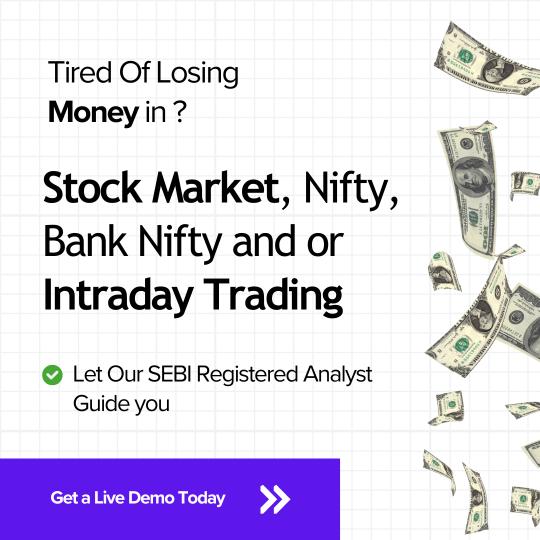 Tired Of Losing
Money in ?
Stock Market, Nifty,
Bank Nifty and or
Intraday Trading
Let Our SEBI Registered Analyst
Guide you
Get a Live Demo Today